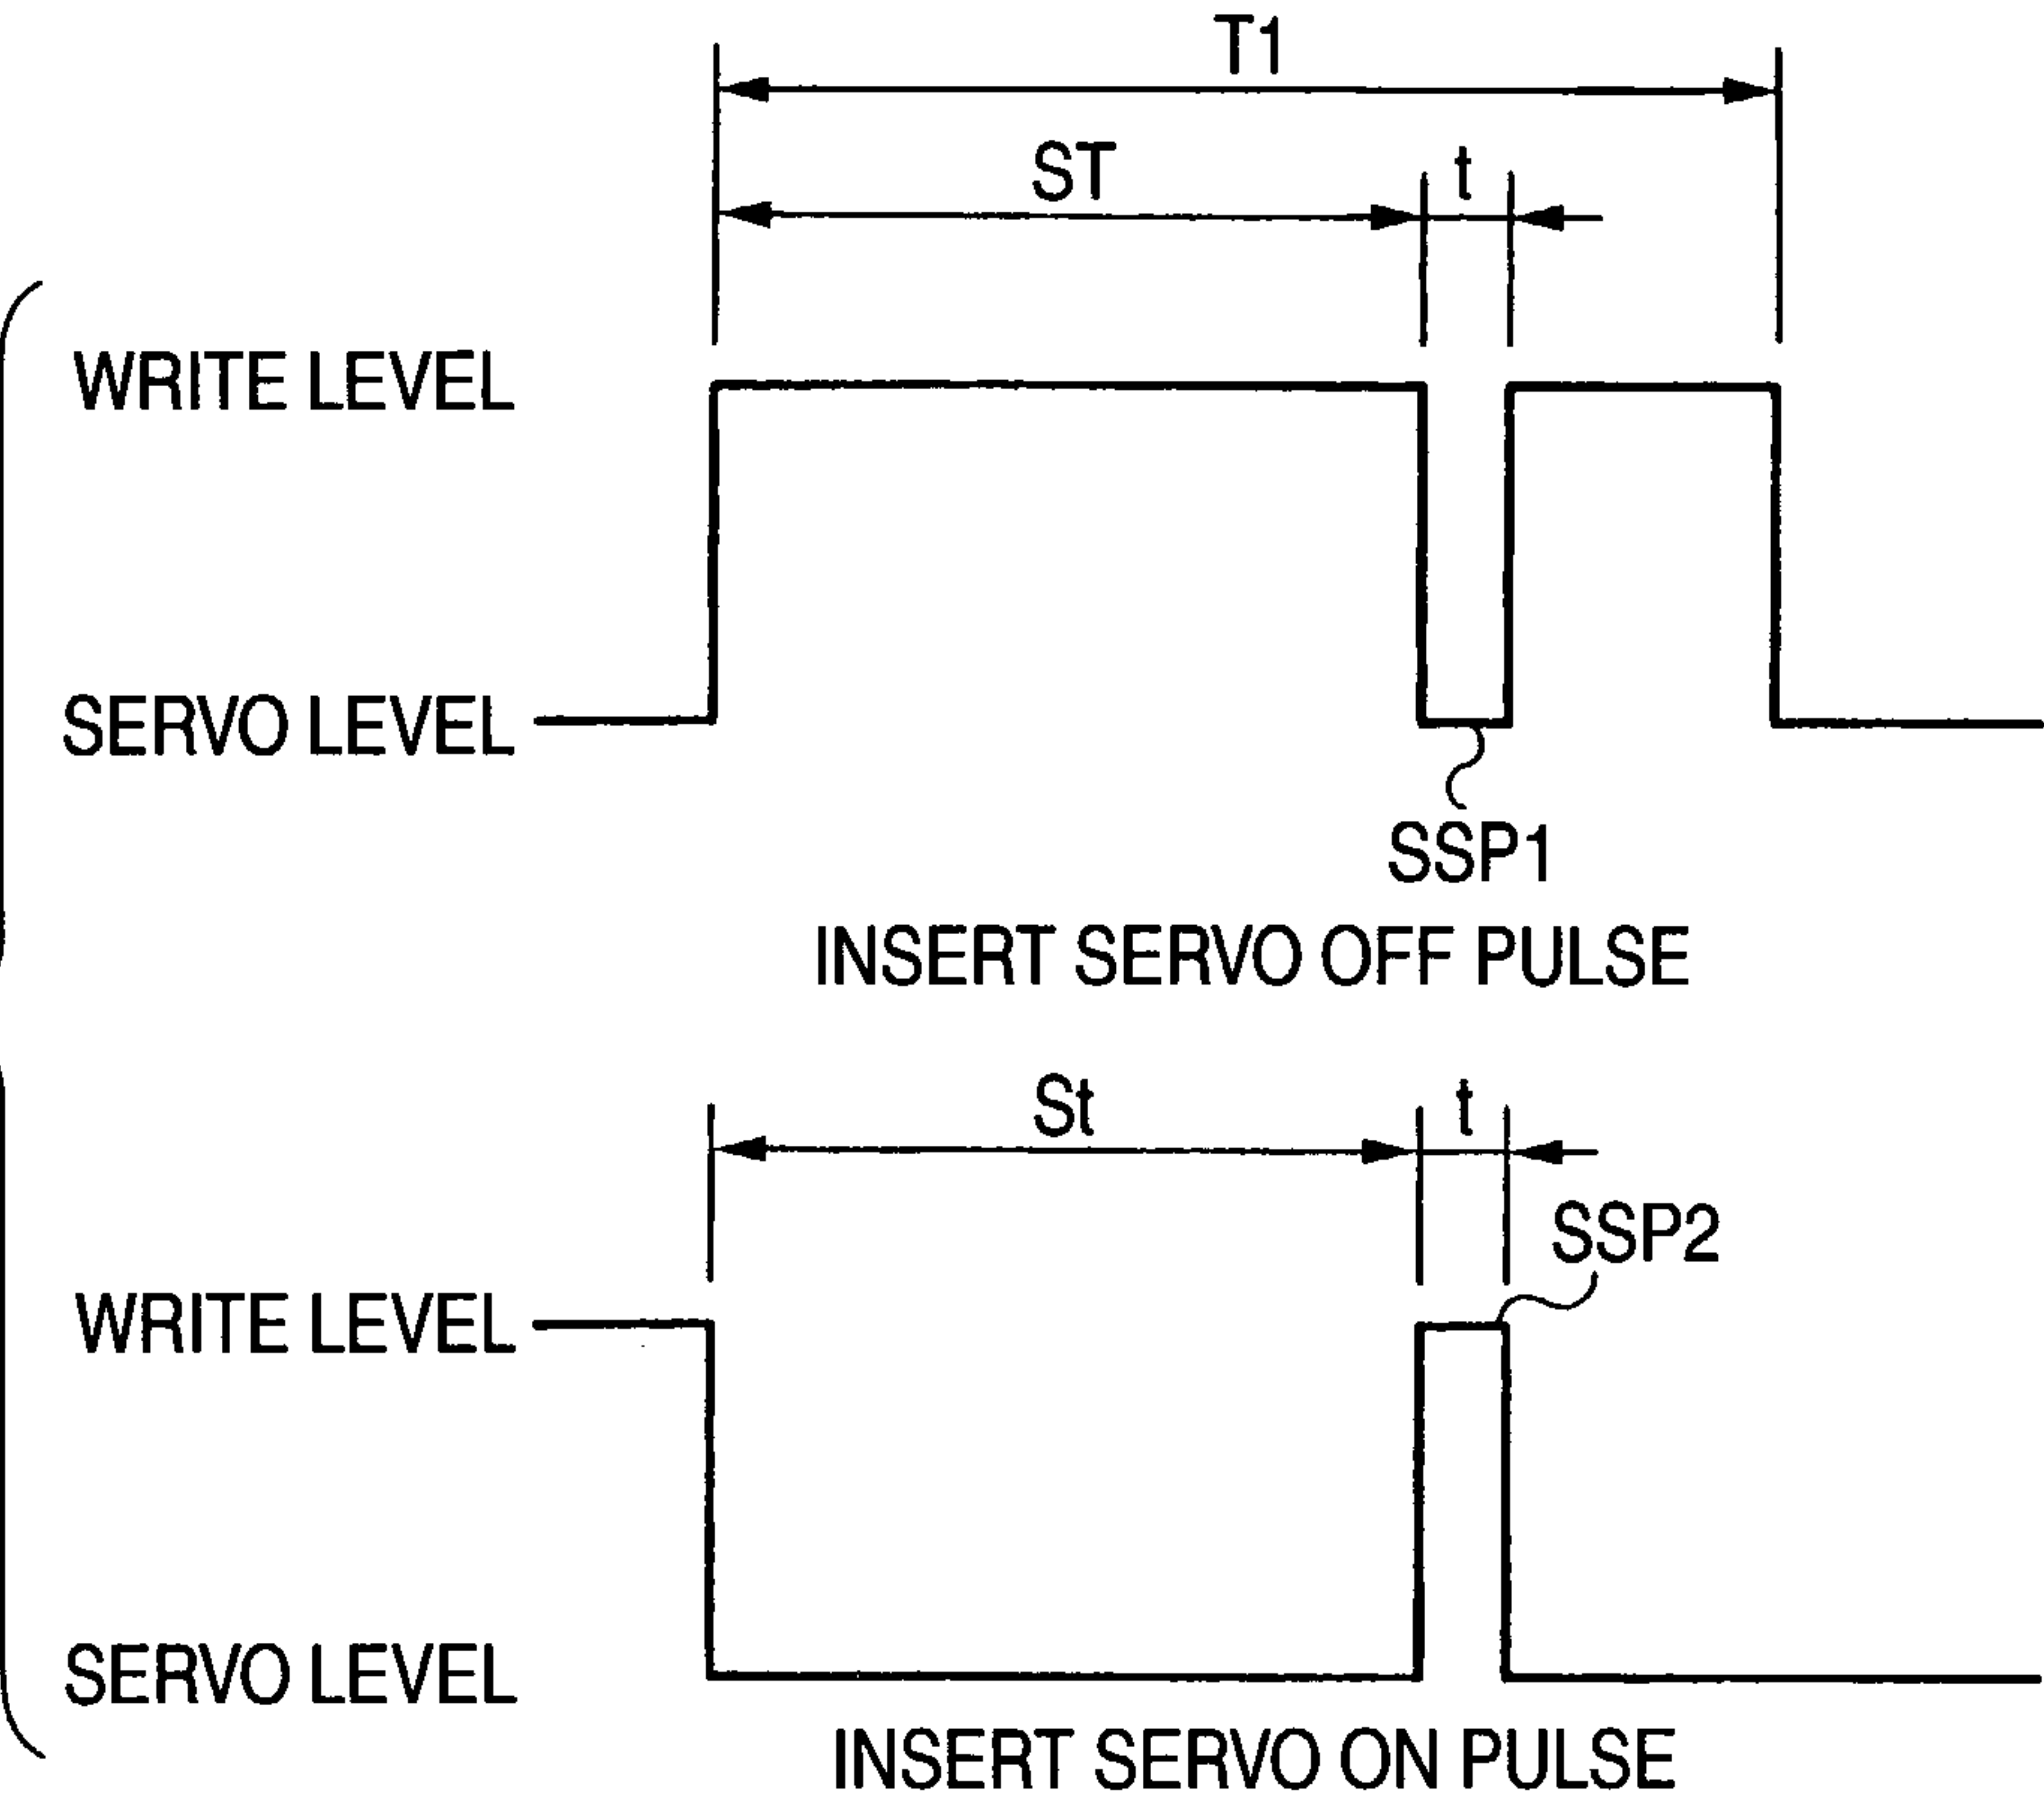 T1
ST t
WRITE LEVEL
SERVO LEVEL
SSP1
INSERT SERVO OFF PULSE
St t
SSP2
WRITE LEVEL
SERVO LEVEL
INSERT SERVO ON PULSE